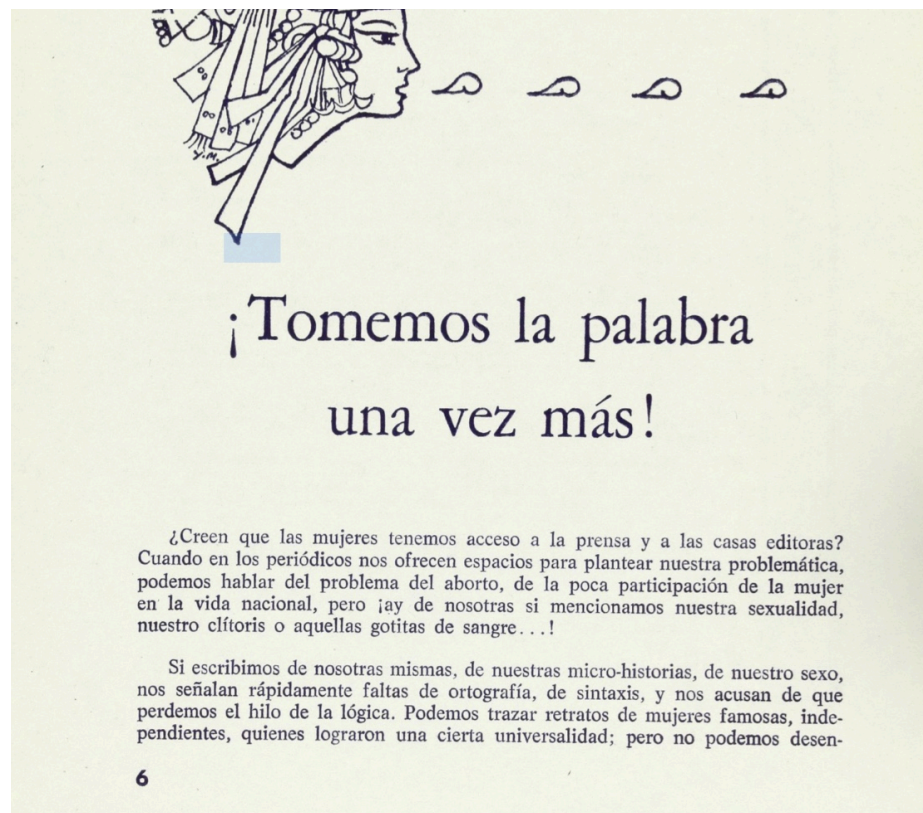 Y.M.
¡Tomemos la palabra
una vez más!
¿Creen que las mujeres tenemos acceso a la prensa y a las casas editoras?
Cuando en los periódicos nos ofrecen espacios para plantear nuestra problemática,
podemos hablar del problema del aborto, de la poca participación de la mujer
en la vida nacional, pero ¡ay de nosotras si mencionamos nuestra sexualidad,
nuestro clítoris o aquellas gotitas de sangre...!
Si escribimos de nosotras mismas, de nuestras micro-historias, de nuestro sexo,
nos señalan rápidamente faltas de ortografía, de sintaxis, y nos acusan de que
perdemos el hilo de la lógica. Podemos trazar retratos de mujeres famosas, inde-
pendientes, quienes lograron una cierta universalidad; pero no podemos desen-
6